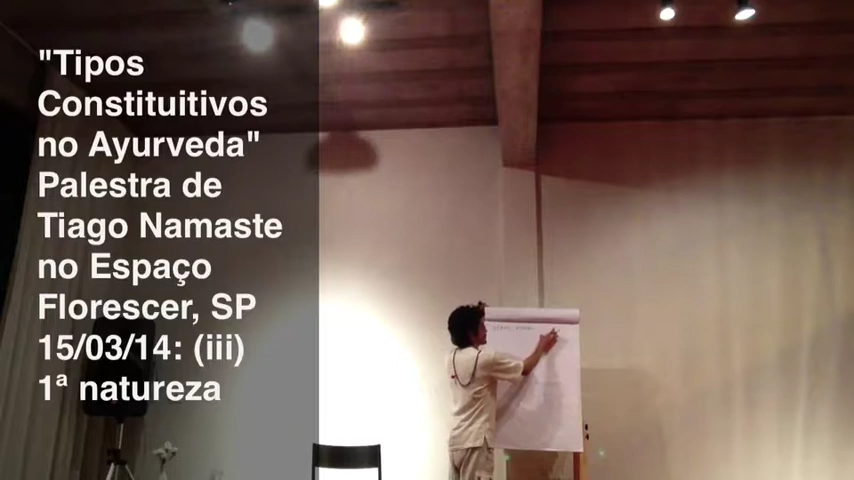 "Tipos
Constituitivos
no Ayurveda"
Palestra de
Tiago Namaste
no Espaço
Florescer, SP
15/03/14: (iii)
1ª natureza